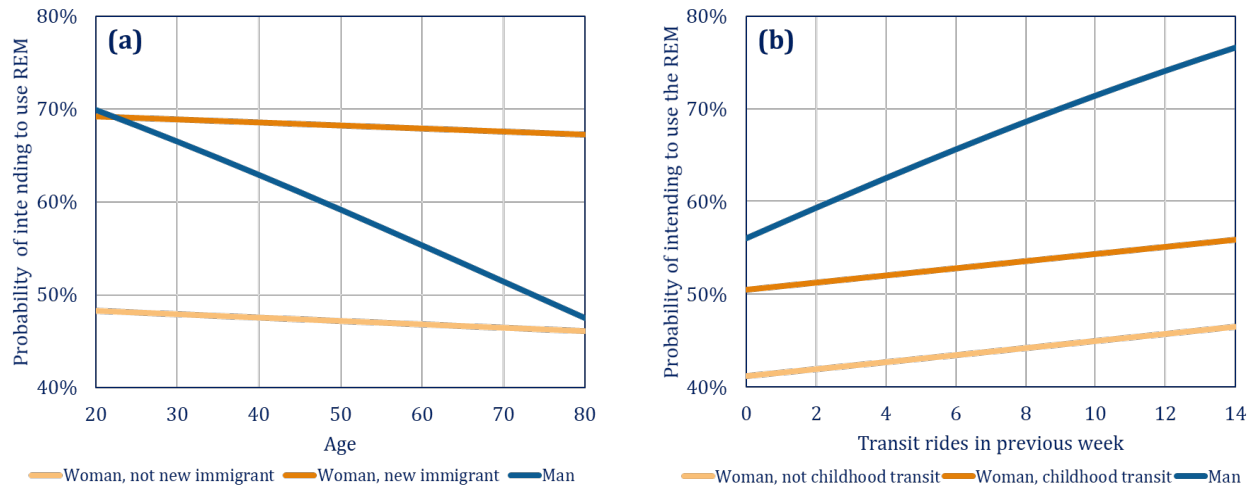 (a)
Probability of inte nding to use REM
80%
70%
60%
50%
40%
20 30 40 50 60 70 80
Age
Woman, not new immigrant Woman, new immigrant Man
(b)
Probability of intending to use the REM
80%
70%
60%
50%
40%
0 2 4 6 8 10 12 14
Transit rides in previous week
Woman, not childhood transit Woman, childhood transit Man